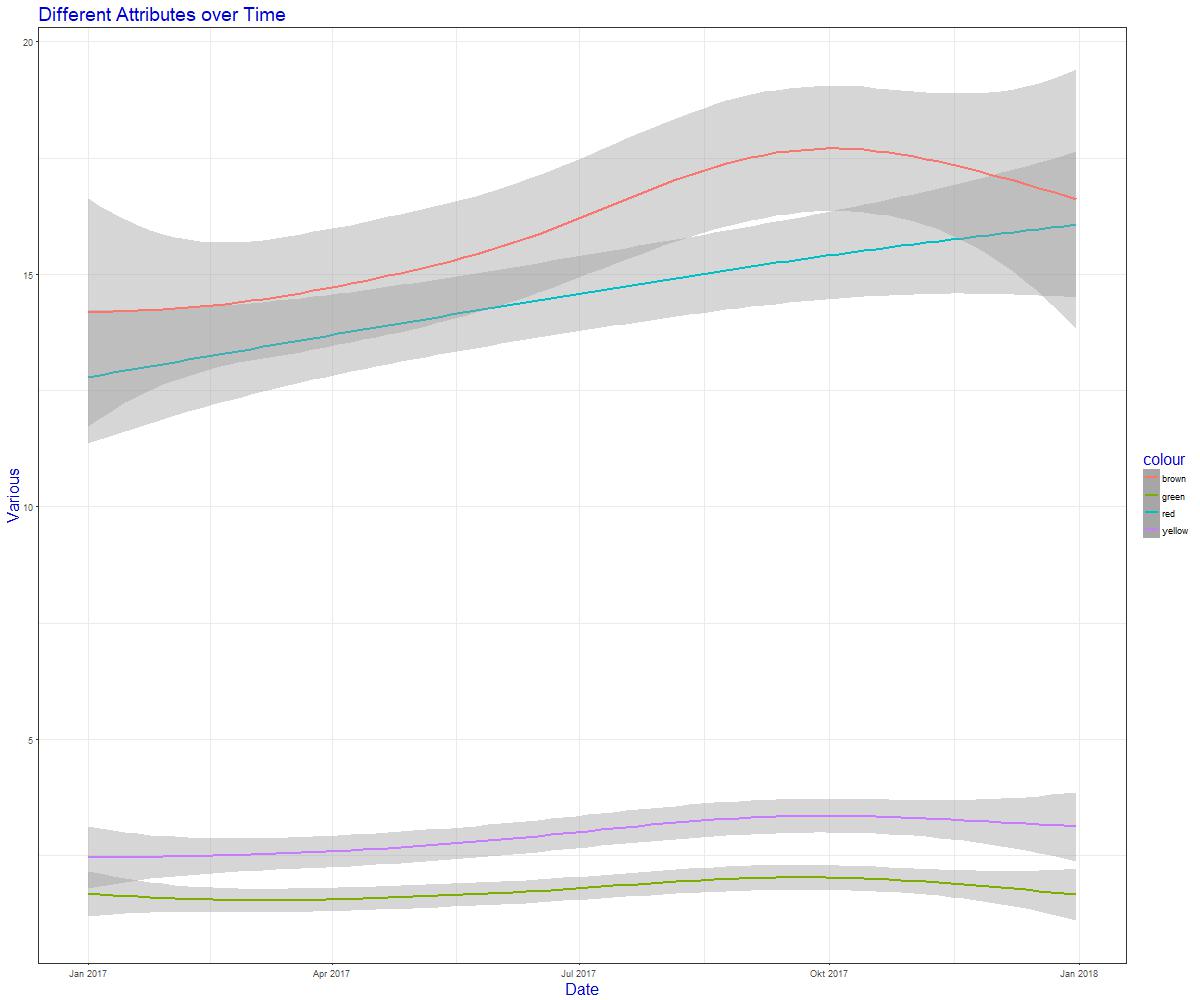 Different Attributes over Time
20
15
10
5
Various
Jan 2017
Apr 2017
Jul 2017
Okt 2017
Jan 2018
Date
colour
brown
green
red
yellow